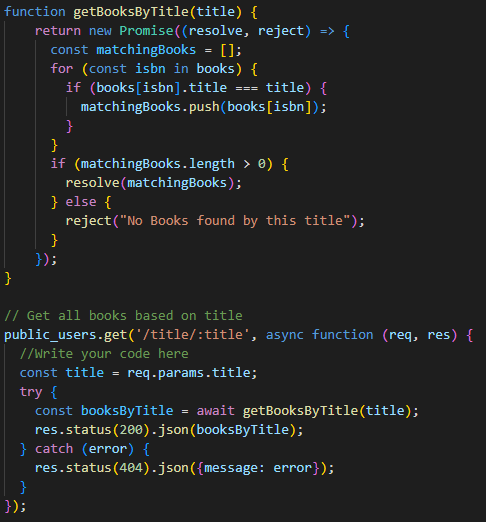 function getBooksByTitle(title) {
    return new Promise((resolve, reject) => {
      const matchingBooks = [];
      for (const isbn in books) {
        if (books[isbn].title === title) {
          matchingBooks.push(books[isbn]);
        }
      }
      if (matchingBooks.length > 0) {
        resolve(matchingBooks);
      } else {
        reject("No Books found by this title");
      }
    });
}

// Get all books based on title
public_users.get('/title/:title', async function (req, res) {
  //Write your code here
  const title = req.params.title;
  try {
    const booksByTitle = await getBooksByTitle(title);
    res.status(200).json(booksByTitle);
  } catch (error) {
    res.status(404).json({message: error});
  }
});